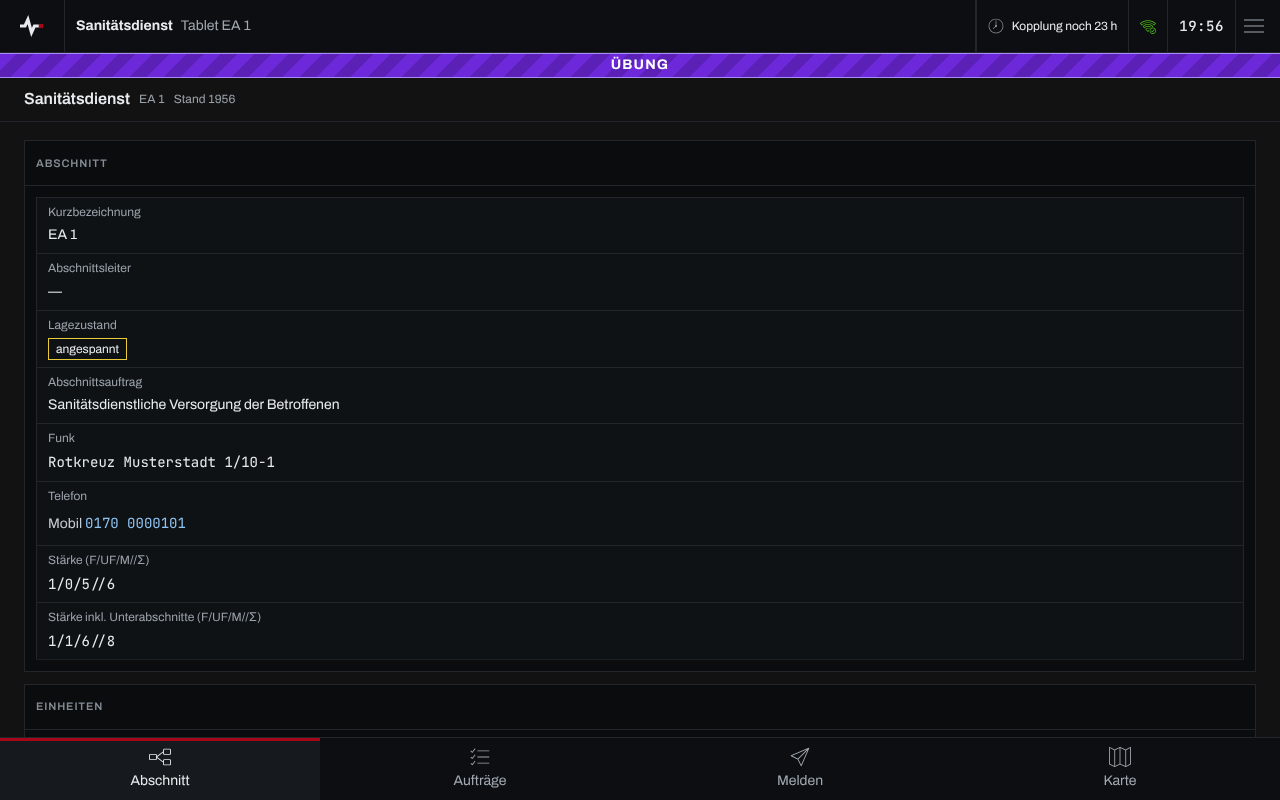 Sanitätsdienst Tablet EA 1
Kopplung noch 23 h
19:56
ÜBUNG
Sanitätsdienst EA 1 Stand 1956
ABSCHNITT
Kurzbezeichnung
EA 1
Abschnittsleiter
—
Lagezustand
angespannt
Abschnittsauftrag
Sanitätsdienstliche Versorgung der Betroffenen
Funk
Rotkreuz Musterstadt 1/10-1
Telefon
Mobil 0170 0000101
Stärke (F/UF/M//Σ)
1/0/5//6
Stärke inkl. Unterabschnitte (F/UF/M//Σ)
1/1/6//8
EINHEITEN
Abschnitt
Aufträge
Melden
Karte